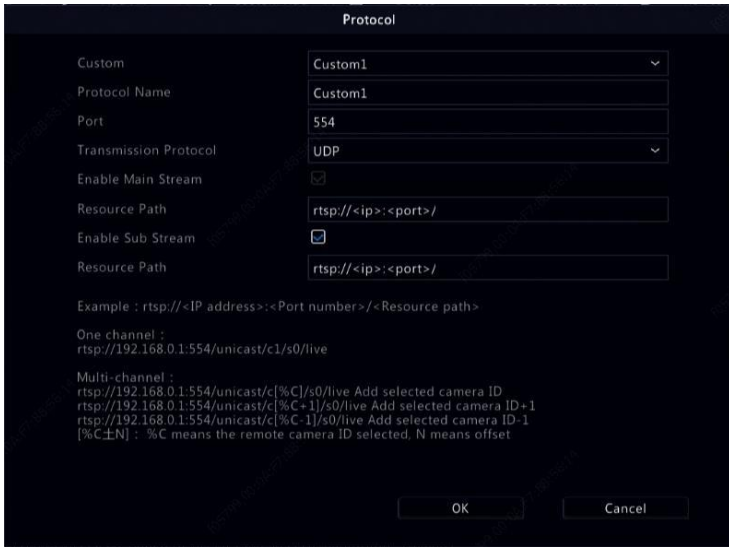 Protocol
Custom
Custom1
Protocol Name
Custom1
Port
554
Transmission Protocol
UDP
Enable Main Stream
Resource Path
rtsp://<ip>:<port>/
Enable Sub Stream
Resource Path
rtsp://<ip>:<port>/
Example : rtsp://<IP address>:<Port number>/<Resource path>
One channel :
rtsp://192.168.0.1:554/unicast/c1/s0/live
Multi-channel :
rtsp://192.168.0.1:554/unicast/c[%C]/s0/live Add selected camera ID
rtsp://192.168.0.1:554/unicast/c[%C+1]/s0/live Add selected camera ID+1
rtsp://192.168.0.1:554/unicast/c[%C-1]/s0/live Add selected camera ID-1
[%C土N] : %C means the remote camera ID selected, N means offset
OK
Cancel